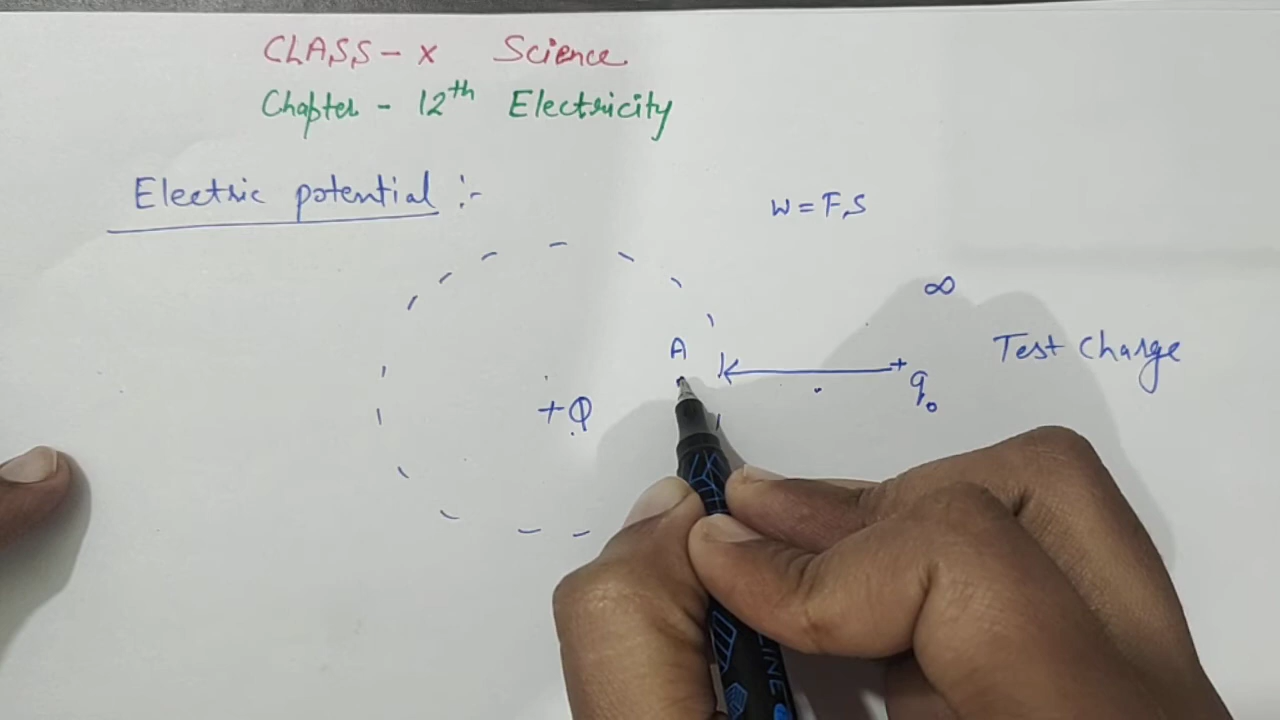 CLASS - X Science
Chapter - 12th Electricity
Electric potential :-
W = F.S
∞
A
Test Charge
+Q
+
q₀